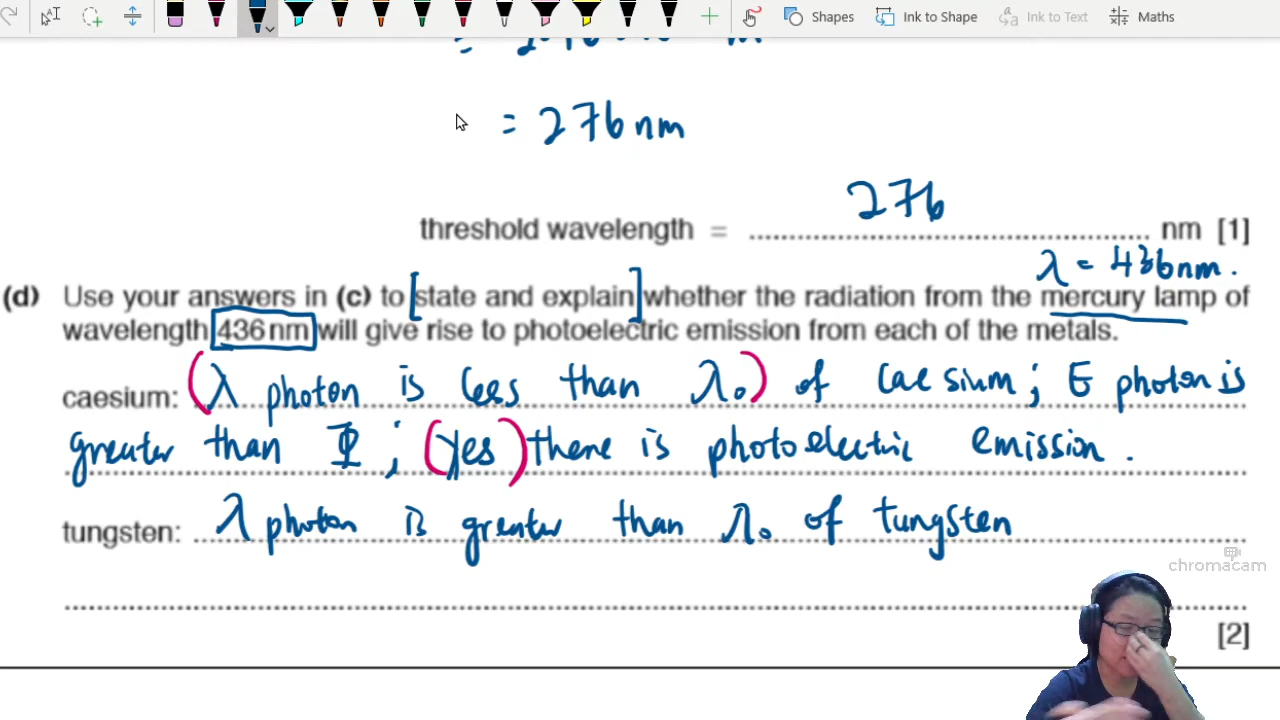 Shapes Ink to Shape Ink to Text Maths
= 276 nm
276
threshold wavelength = .................................................. nm [1]
λ = 436nm.
(d) Use your answers in (c) to [state and explain] whether the radiation from the mercury lamp of
wavelength 436 nm will give rise to photoelectric emission from each of the metals.
caesium: (λ photon is less than λ₀) of Caesium; E photon is
greater than Φ; (yes) there is photoelectric emission.
tungsten: λ photon is greater than λ₀ of tungsten
chromacam
[2]